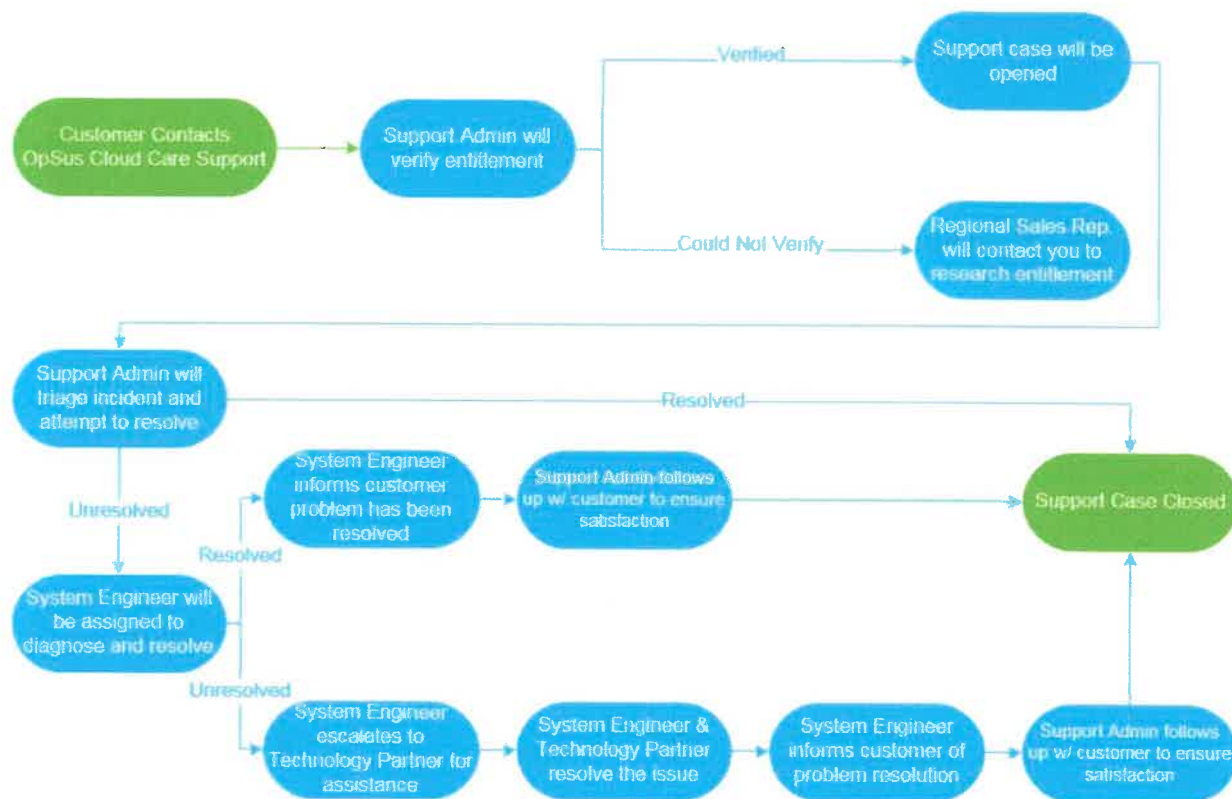 Verified
Support case will be
opened
Customer Contacts
OpSus Cloud Care Support
Support Admin will
verify entitlement
Could Not Verify
Regional Sales Rep.
will contact you to
research entitlement
Support Admin will
triage incident and
attempt to resolve
Resolved
System Engineer
informs customer
problem has been
resolved
Support Admin follows
up w/ customer to ensure
satisfaction
Support Case Closed
Unresolved
Resolved
System Engineer will
be assigned to
diagnose and resolve
Unresolved
System Engineer
escalates to
Technology Partner for
assistance
System Engineer &
Technology Partner
resolve the issue
System Engineer
informs customer of
problem resolution
Support Admin follows
up w/ customer to ensure
satisfaction